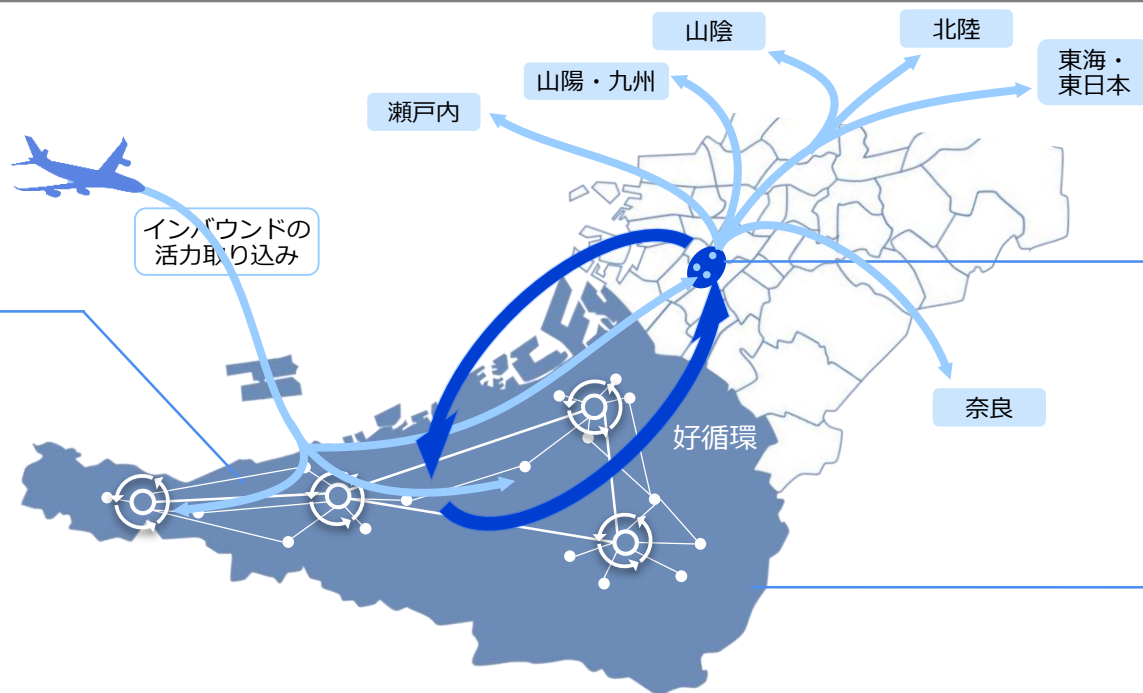 山陰
北陸
東海・
東日本
山陽・九州
瀬戸内
インバウンドの
活力取り込み
奈良
好循環